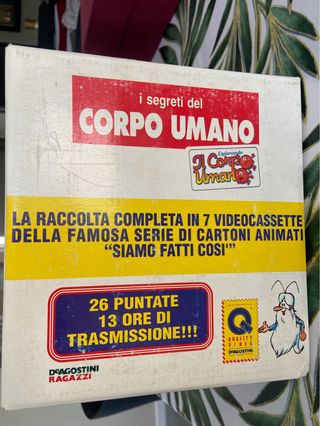 i segreti del
CORPO UMANO
Esplorando
Il Corpo
Umano
LA RACCOLTA COMPLETA IN 7 VIDEOCASSETTE
DELLA FAMOSA SERIE DI CARTONI ANIMATI
"SIAMO FATTI COSI'"
26 PUNTATE
13 ORE DI
TRASMISSIONE!!!
QUALITY
VIDEO
DeAGOSTINI
DeAGOSTINI
RAGAZZI